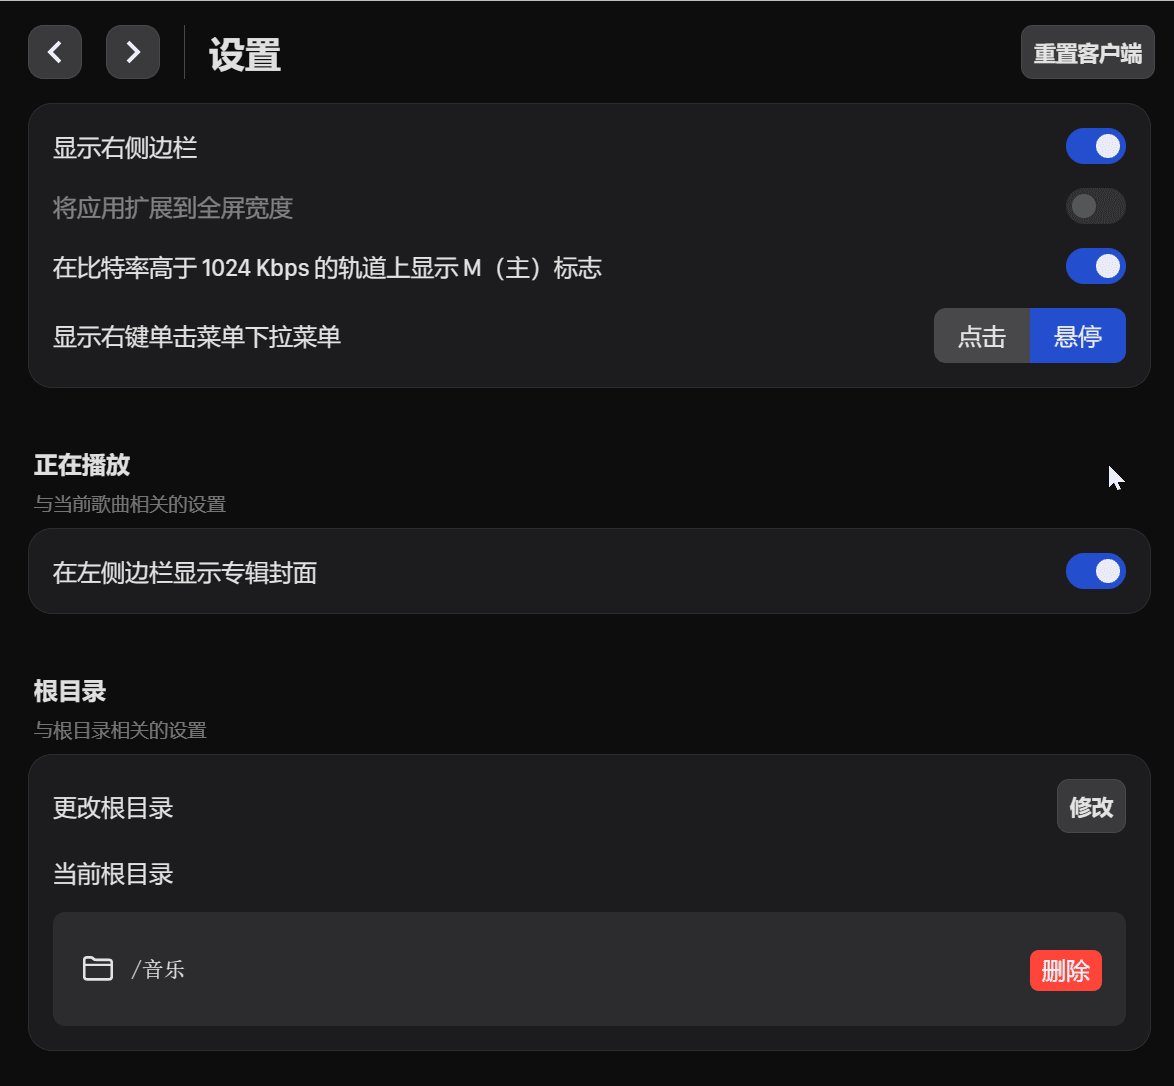 设置
重置客户端
显示右侧边栏
将应用扩展到全屏宽度
在比特率高于 1024 Kbps 的轨道上显示 M（主）标志
显示右键单击菜单下拉菜单
点击
悬停
正在播放
与当前歌曲相关的设置
在左侧边栏显示专辑封面
根目录
与根目录相关的设置
更改根目录
修改
当前根目录
/音乐
删除